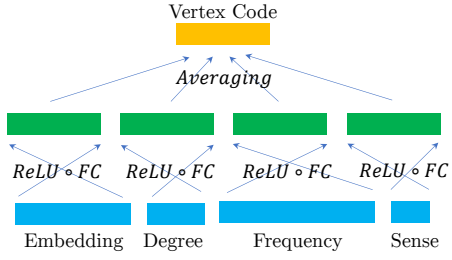 Vertex Code
Averaging
ReLU ∘ FC ReLU ∘ FC ReLU ∘ FC ReLU ∘ FC
Embedding Degree Frequency Sense